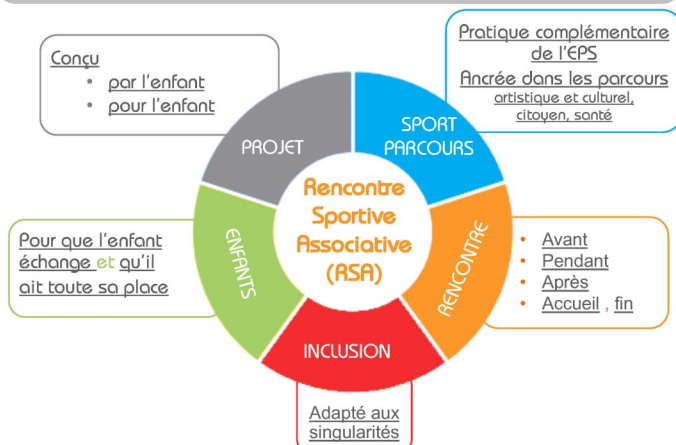 Conçu
• par l'enfant
• pour l'enfant
Pratique complémentaire
de l'EPS
Ancrée dans les parcours
artistique et culturel,
citoyen, santé
PROJET
SPORT
PARCOURS
Rencontre
Sportive
Associative
(RSA)
ENFANTS
RENCONTRE
INCLUSION
Pour que l'enfant
échange et qu'il
ait toute sa place
• Avant
• Pendant
• Après
• Accueil , fin
Adapté aux
singularités